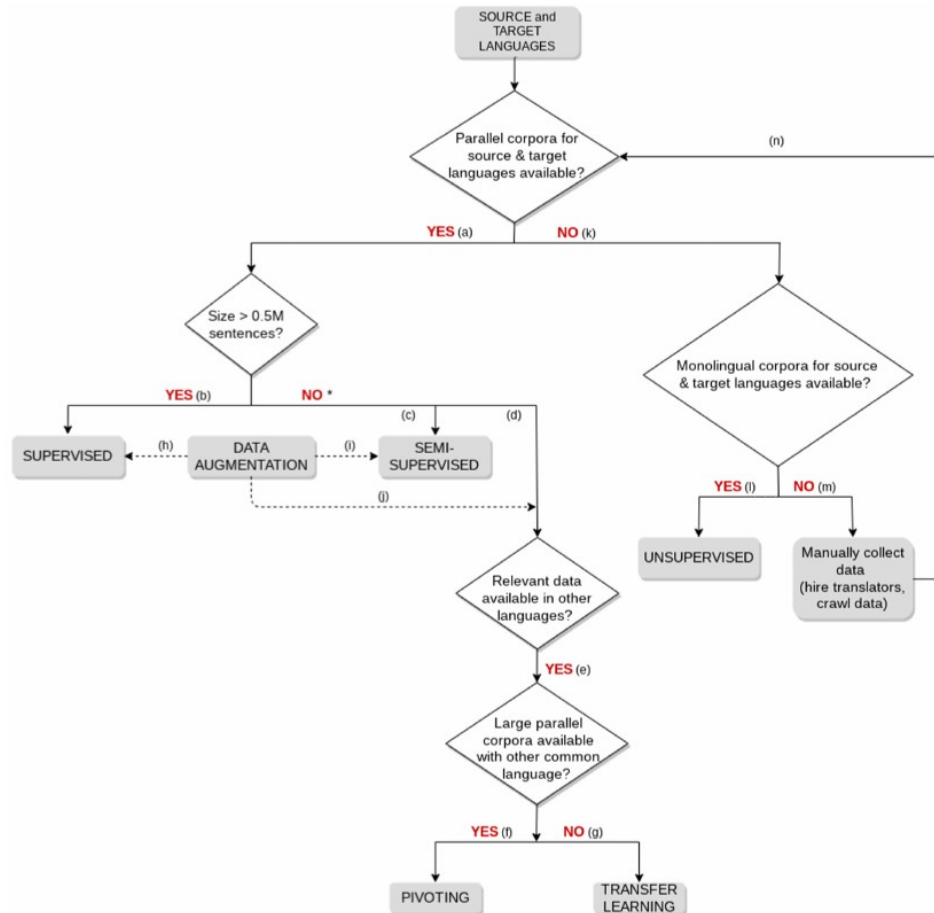 SOURCE and
TARGET
LANGUAGES
Parallel corpora for
source & target
languages available?
(n)
YES (a)
NO (k)
Size > 0.5M
sentences?
Monolingual corpora for source
& target languages available?
YES (b)
NO *
(c)
(d)
SUPERVISED
(h)
DATA
AUGMENTATION
(i)
SEMI-
SUPERVISED
(j)
YES (l)
NO (m)
UNSUPERVISED
Manually collect
data
(hire translators,
crawl data)
Relevant data
available in other
languages?
YES (e)
Large parallel
corpora available
with other common
language?
YES (f)
NO (g)
PIVOTING
TRANSFER
LEARNING